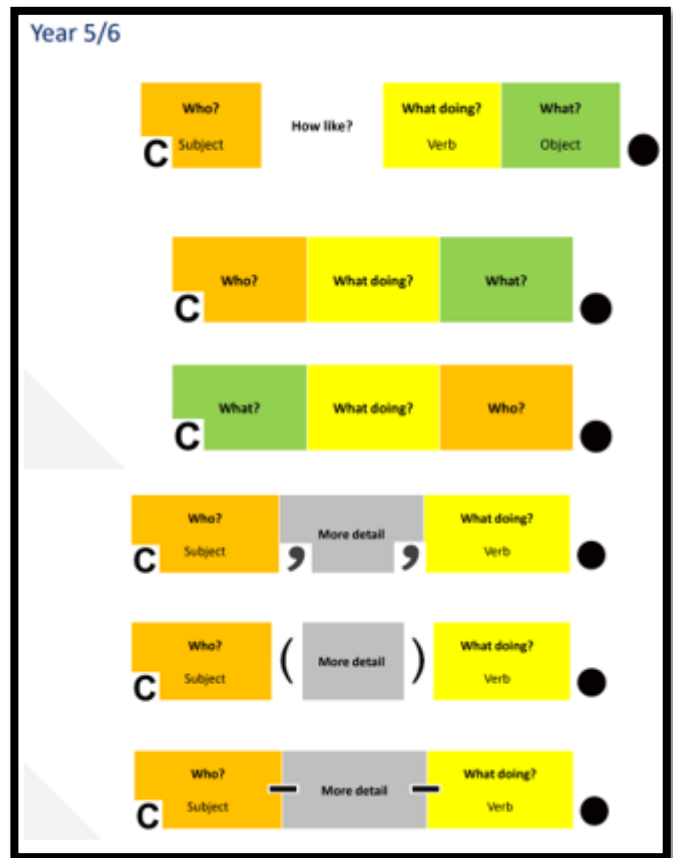 Year 5/6
Who? How like? What doing? What?
C Subject Verb Object
C Who? What doing? What?
C What? What doing? Who?
Who? More detail What doing?
C Subject , , Verb
Who? ( More detail ) What doing?
C Subject Verb
Who? – More detail – What doing?
C Subject Verb